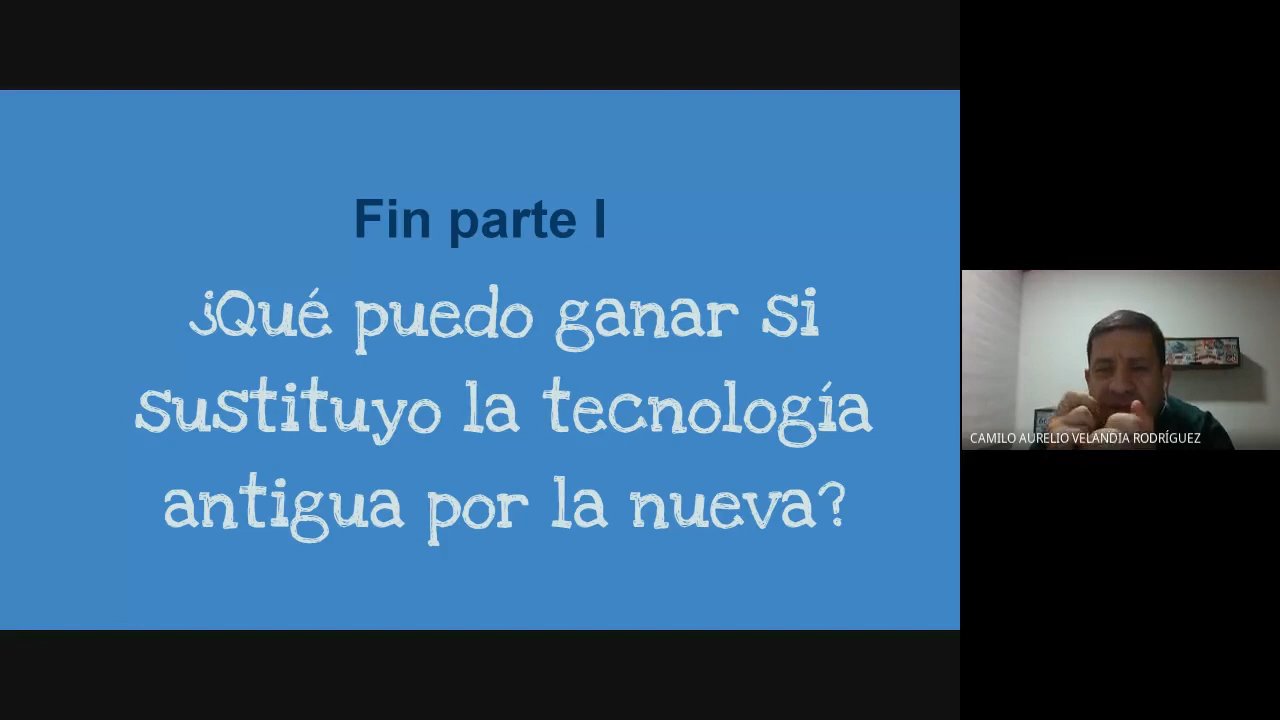 Fin parte I
¿Qué puedo ganar si
sustituyo la tecnología
antigua por la nueva?
CAMILO AURELIO VELANDIA RODRÍGUEZ